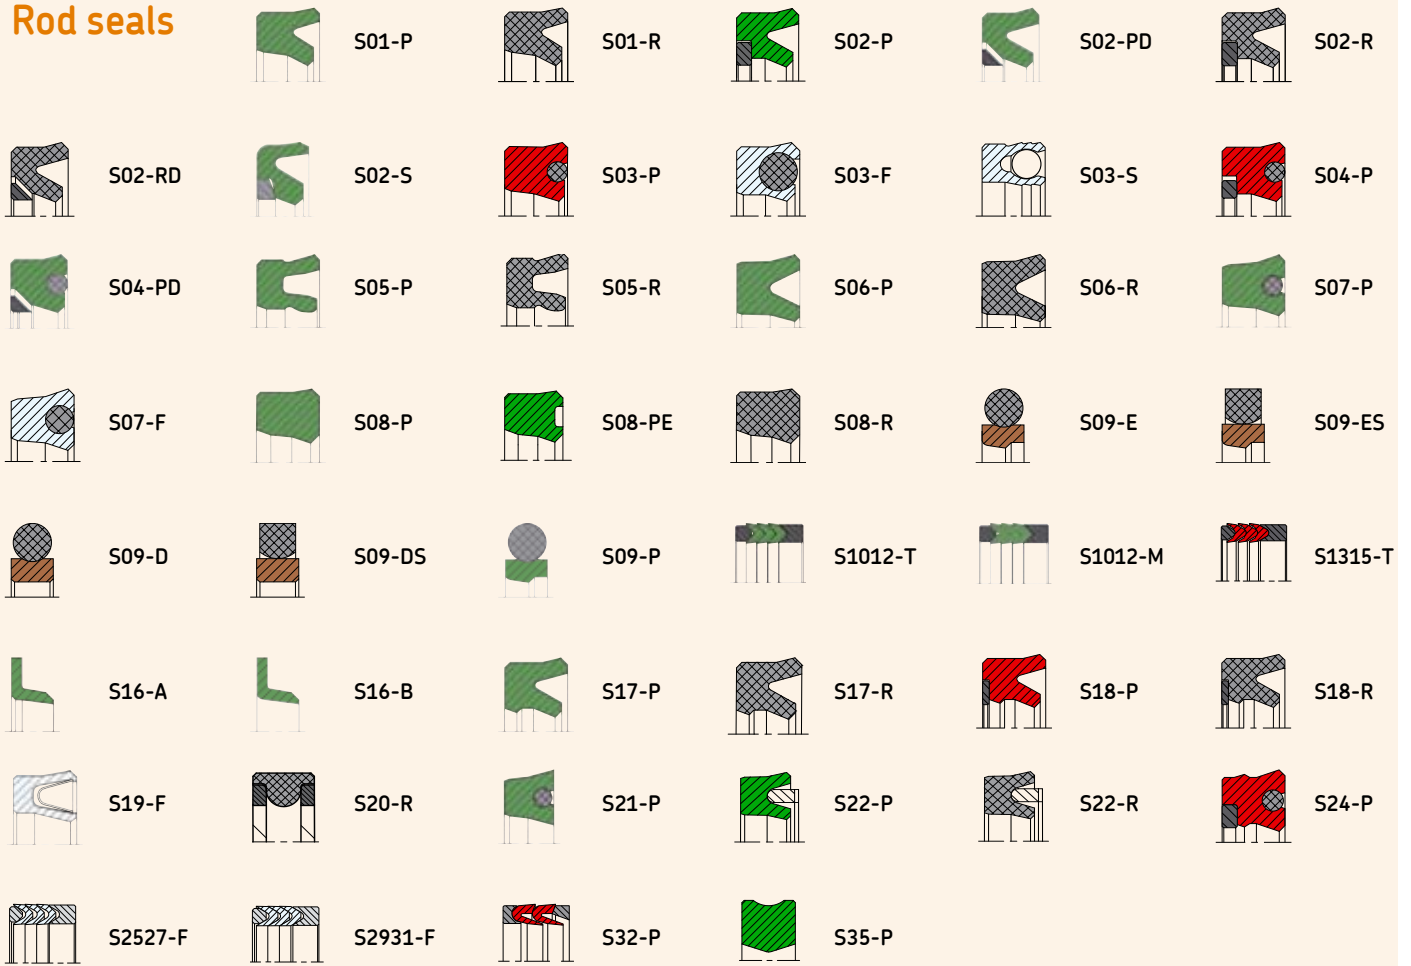 Rod seals
S01-P
S01-R
S02-P
S02-PD
S02-R
S02-RD
S02-S
S03-P
S03-F
S03-S
S04-P
S04-PD
S05-P
S05-R
S06-P
S06-R
S07-P
S07-F
S08-P
S08-PE
S08-R
S09-E
S09-ES
S09-D
S09-DS
S09-P
S1012-T
S1012-M
S1315-T
S16-A
S16-B
S17-P
S17-R
S18-P
S18-R
S19-F
S20-R
S21-P
S22-P
S22-R
S24-P
S2527-F
S2931-F
S32-P
S35-P